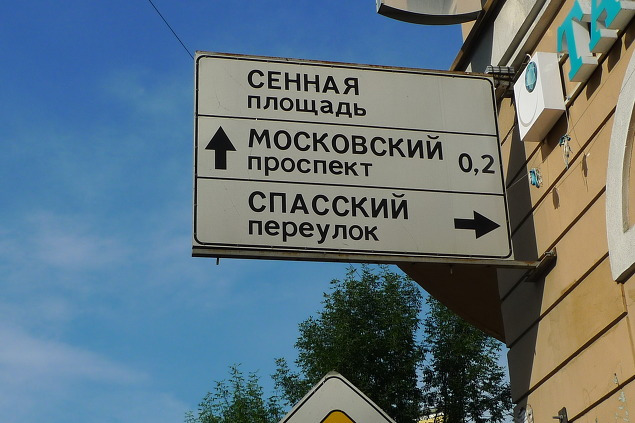 СЕННАЯ
площадь
МОСКОВСКИЙ
проспект 0,2
СПАССКИЙ
переулок